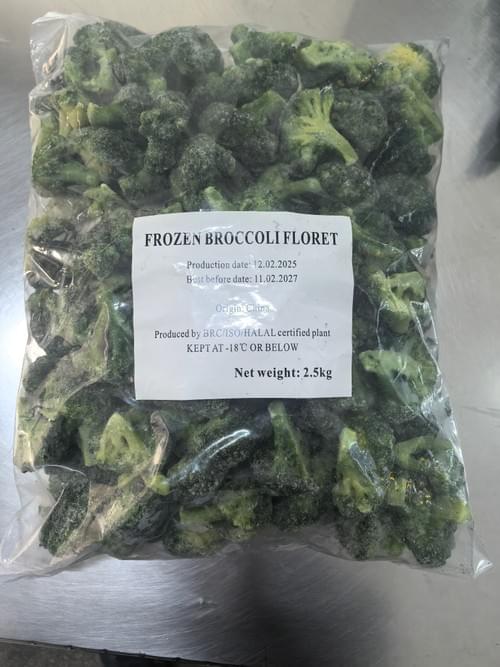 FROZEN BROCCOLI FLORET
Production date: 12.02.2025
Best before date: 11.02.2027
Origin: China
Produced by BRC/ISO/HALAL certified plant
KEPT AT -18℃ OR BELOW
Net weight: 2.5kg